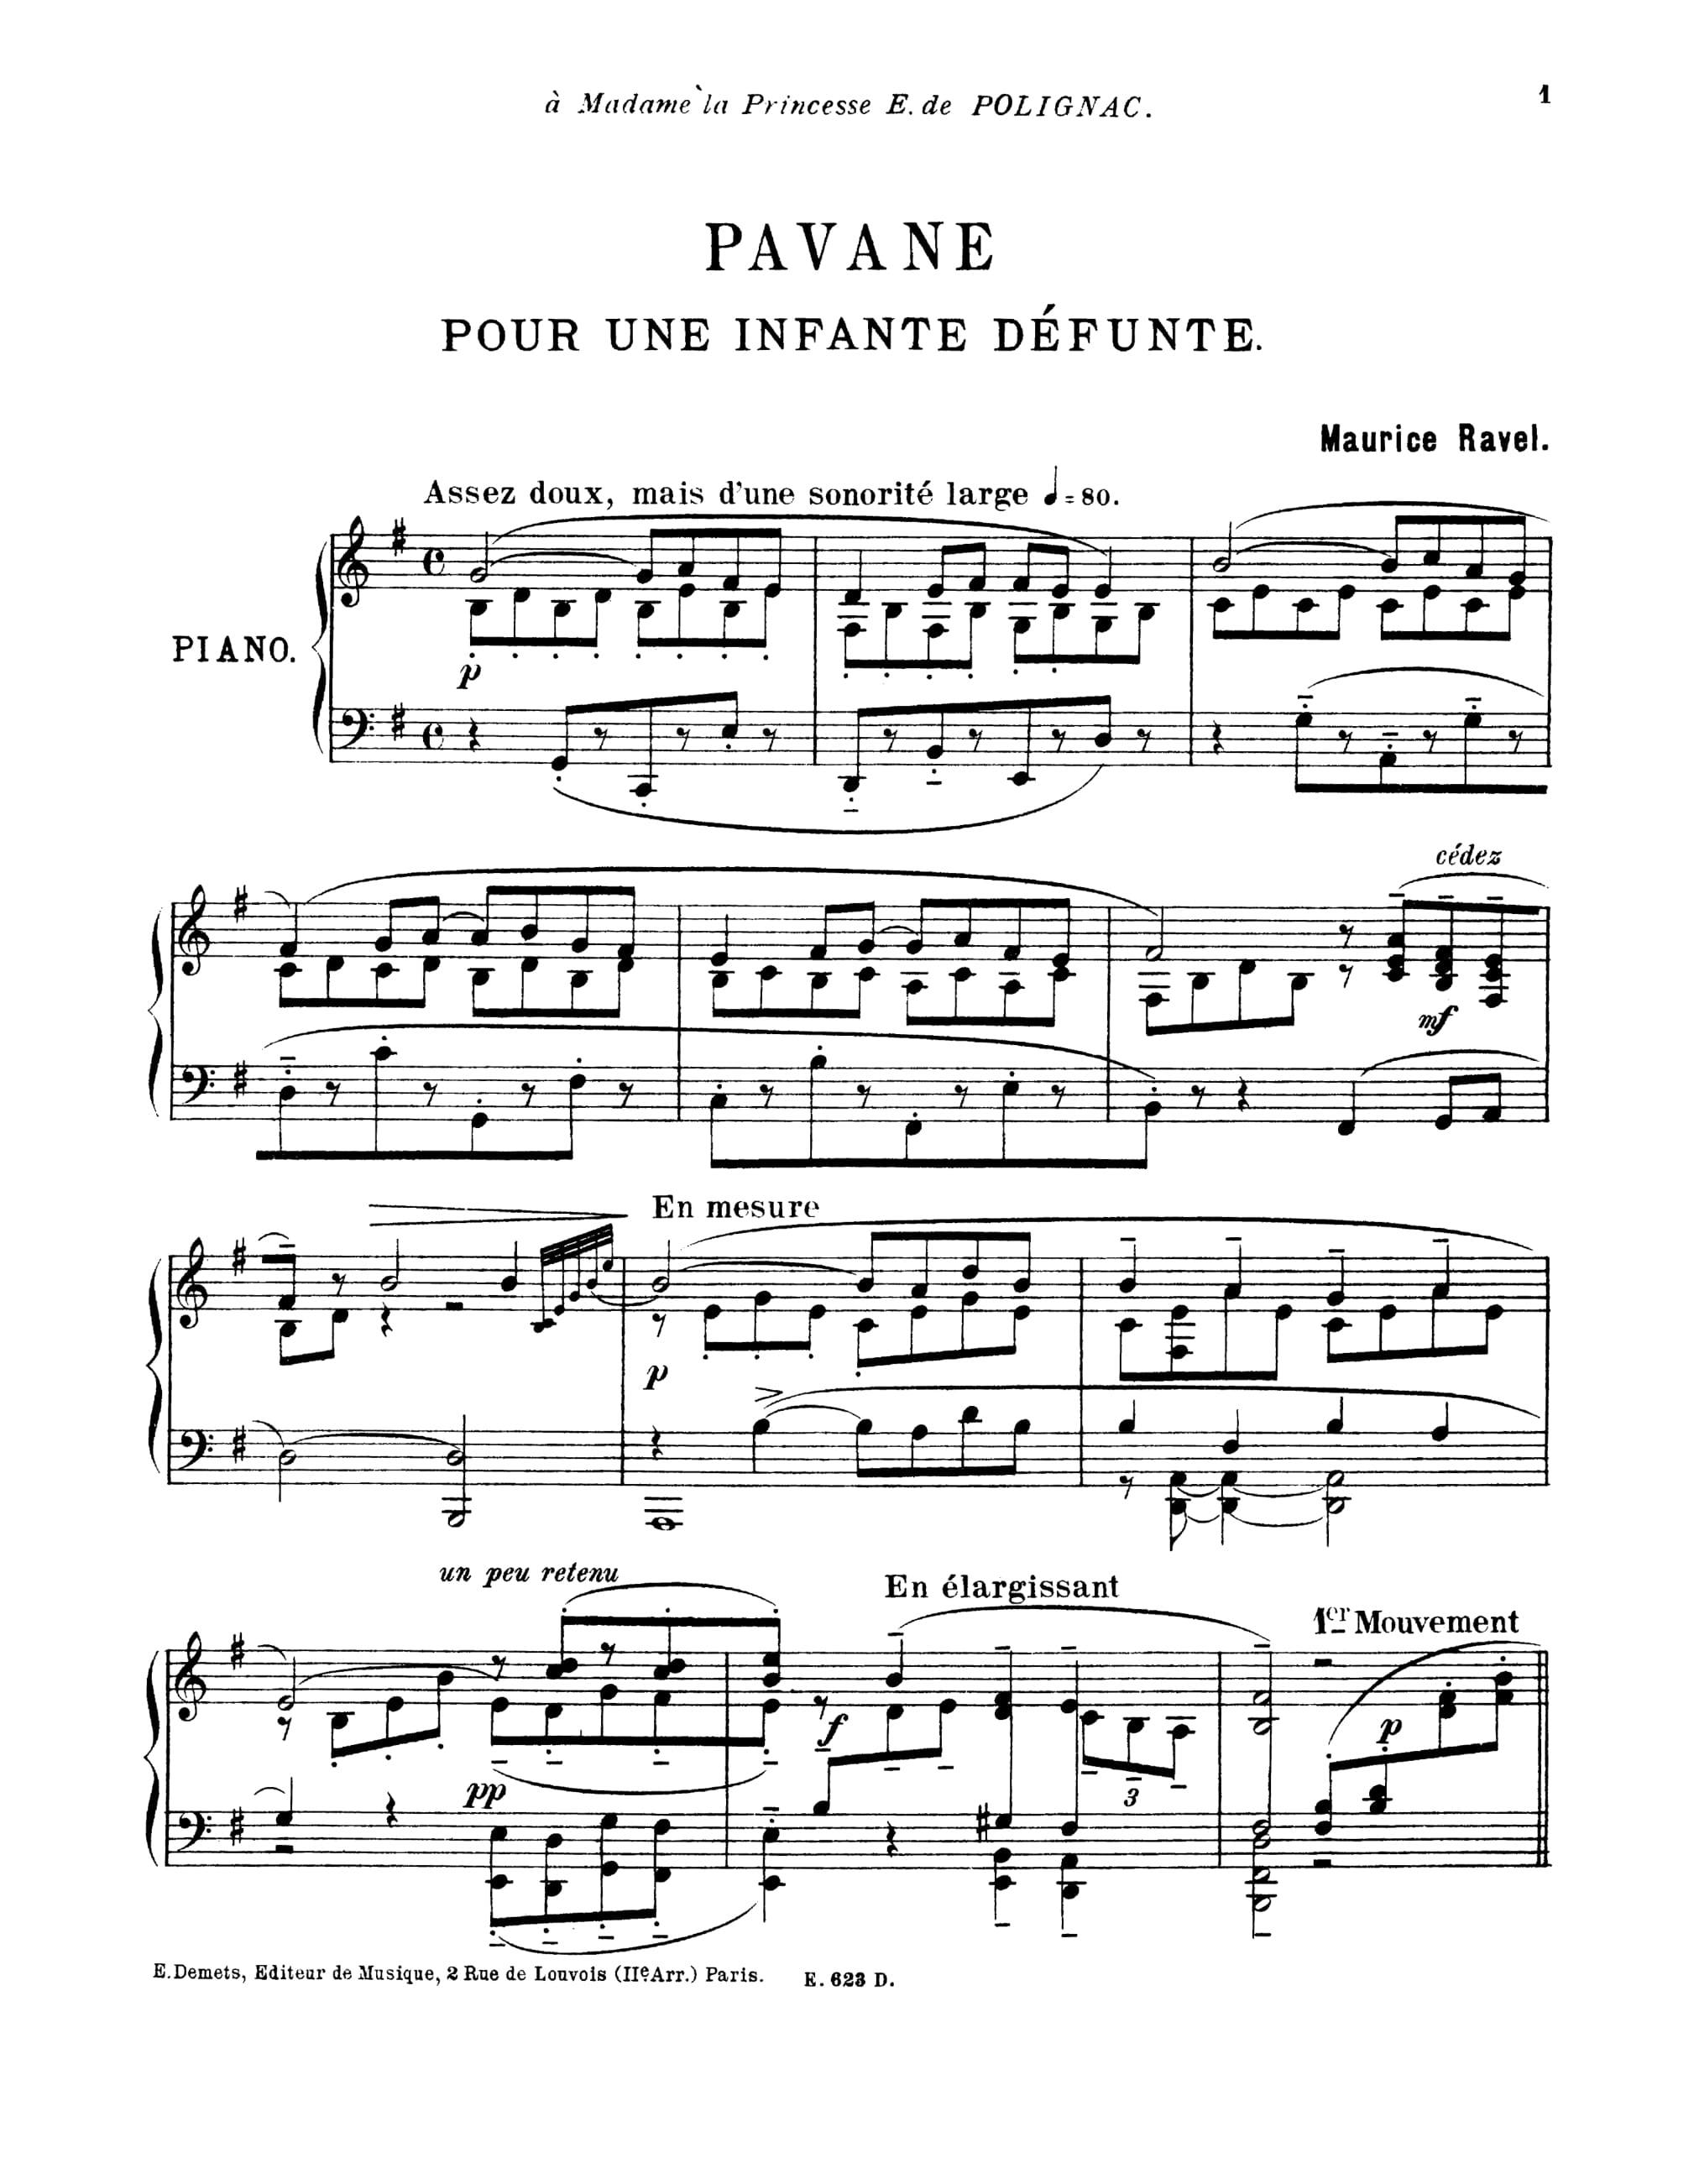 à Madame la Princesse E. de POLIGNAC.
1
PAVANE
POUR UNE INFANTE DÉFUNTE.
Maurice Ravel.
Assez doux, mais d'une sonorité large ♩=80.
PIANO.
p
cédez
mf
En mesure
p
un peu retenu
En élargissant
1er Mouvement
f
p
pp
3
E. Demets, Editeur de Musique, 2 Rue de Louvois (IIe Arr.) Paris.
E. 623 D.